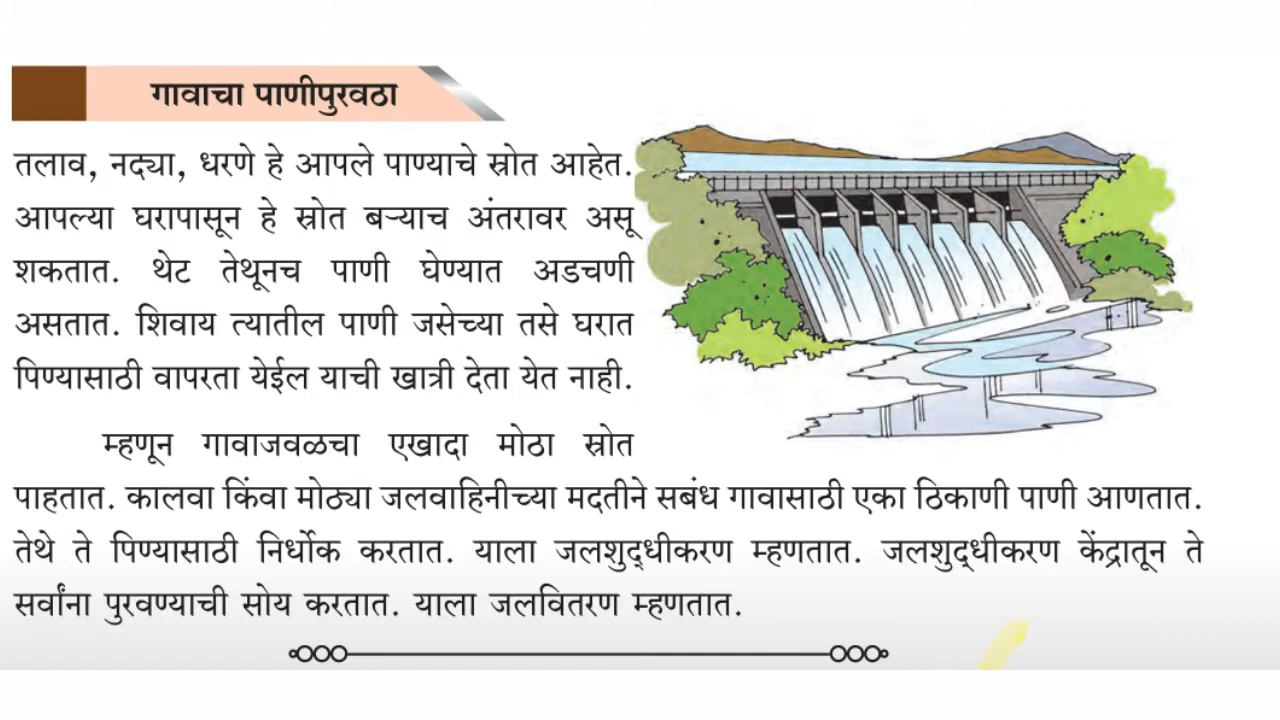 गावाचा पाणीपुरवठा
तलाव, नद्या, धरणे हे आपले पाण्याचे स्रोत आहेत.
आपल्या घरापासून हे स्रोत बऱ्याच अंतरावर असू
शकतात. थेट तेथूनच पाणी घेण्यात अडचणी
असतात. शिवाय त्यातील पाणी जसेच्या तसे घरात
पिण्यासाठी वापरता येईल याची खात्री देता येत नाही.
म्हणून गावाजवळचा एखादा मोठा स्रोत
पाहतात. कालवा किंवा मोठ्या जलवाहिनीच्या मदतीने सबंध गावासाठी एका ठिकाणी पाणी आणतात.
तेथे ते पिण्यासाठी निर्धोक करतात. याला जलशुद्धीकरण म्हणतात. जलशुद्धीकरण केंद्रातून ते
सर्वांना पुरवण्याची सोय करतात. याला जलवितरण म्हणतात.